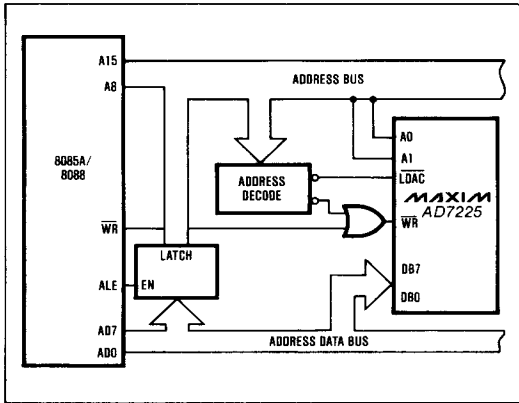 A15
ADDRESS BUS
A8
A0
8085A/
8088
A1
ADDRESS
DECODE
LDAC
MAXIM
AD7225
WR
WR
LATCH
ALE
EN
DB7
DB0
AD7
AD0
ADDRESS DATA BUS